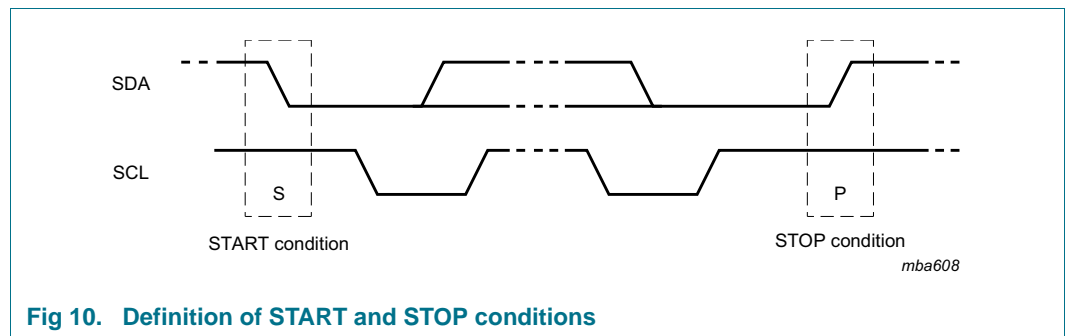 SDA
SCL
S
P
START condition
STOP condition
mba608
Fig 10. Definition of START and STOP conditions